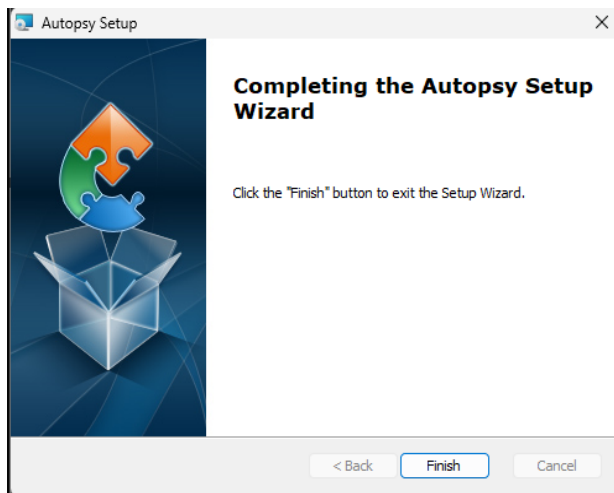 Autopsy Setup
Completing the Autopsy Setup
Wizard
Click the "Finish" button to exit the Setup Wizard.
< Back
Finish
Cancel